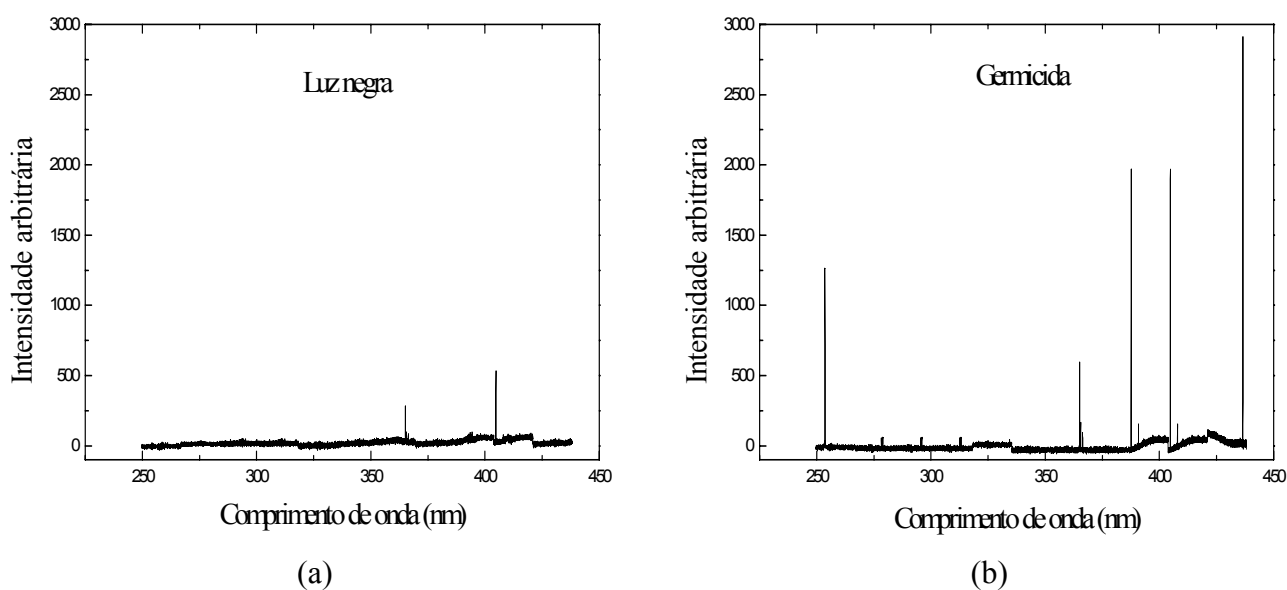 3000
2500
2000
1500
1000
500
0
Intensidade arbitrária
Luz negra
250 300 350 400 450
Comprimento de onda (nm)
(a)
3000
2500
2000
1500
1000
500
0
Intensidade arbitrária
Germicida
250 300 350 400 450
Comprimento de onda (nm)
(b)